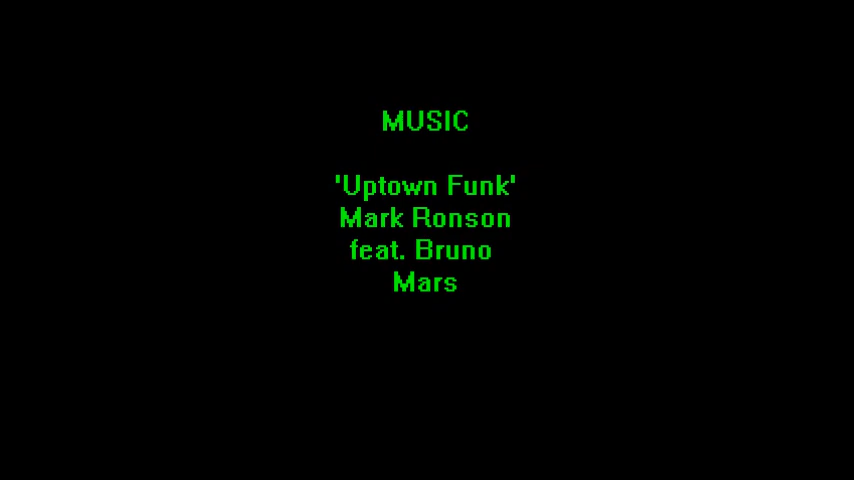 MUSIC
'Uptown Funk'
Mark Ronson
feat. Bruno
Mars